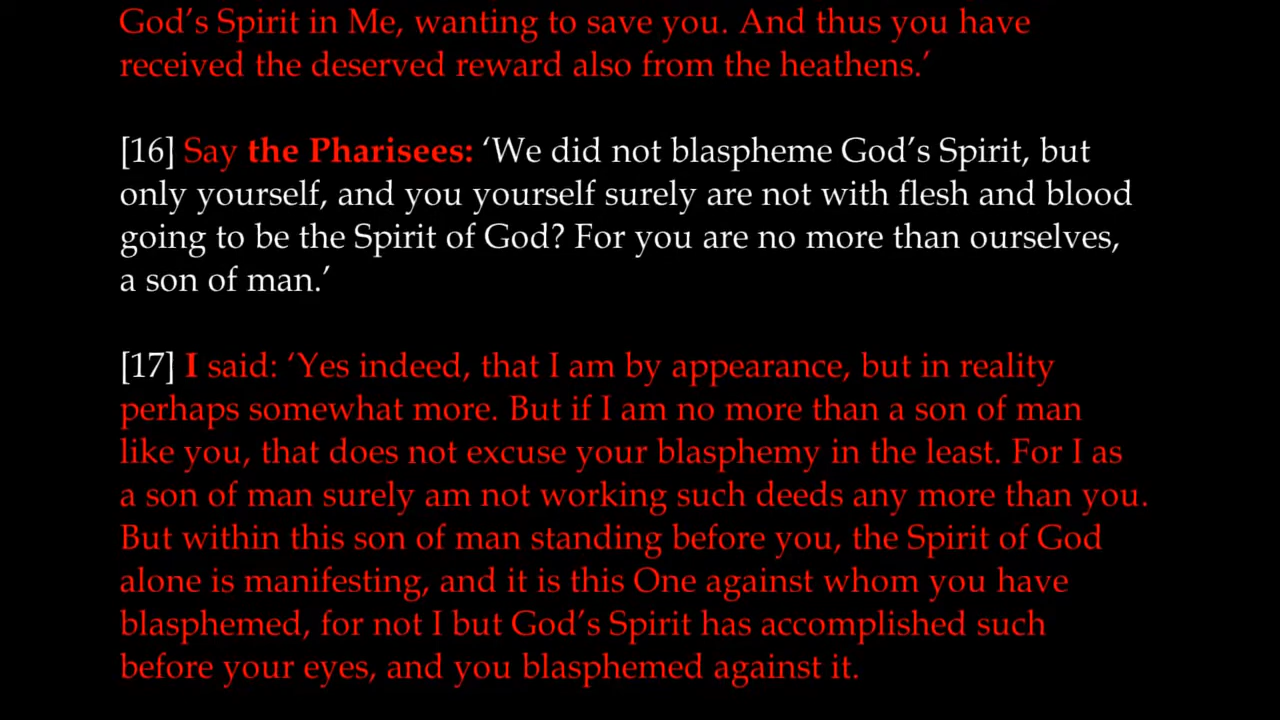 God’s Spirit in Me, wanting to save you. And thus you have
received the deserved reward also from the heathens.’
[16] Say the Pharisees: ‘We did not blaspheme God’s Spirit, but
only yourself, and you yourself surely are not with flesh and blood
going to be the Spirit of God? For you are no more than ourselves,
a son of man.’
[17] I said: ‘Yes indeed, that I am by appearance, but in reality
perhaps somewhat more. But if I am no more than a son of man
like you, that does not excuse your blasphemy in the least. For I as
a son of man surely am not working such deeds any more than you.
But within this son of man standing before you, the Spirit of God
alone is manifesting, and it is this One against whom you have
blasphemed, for not I but God’s Spirit has accomplished such
before your eyes, and you blasphemed against it.